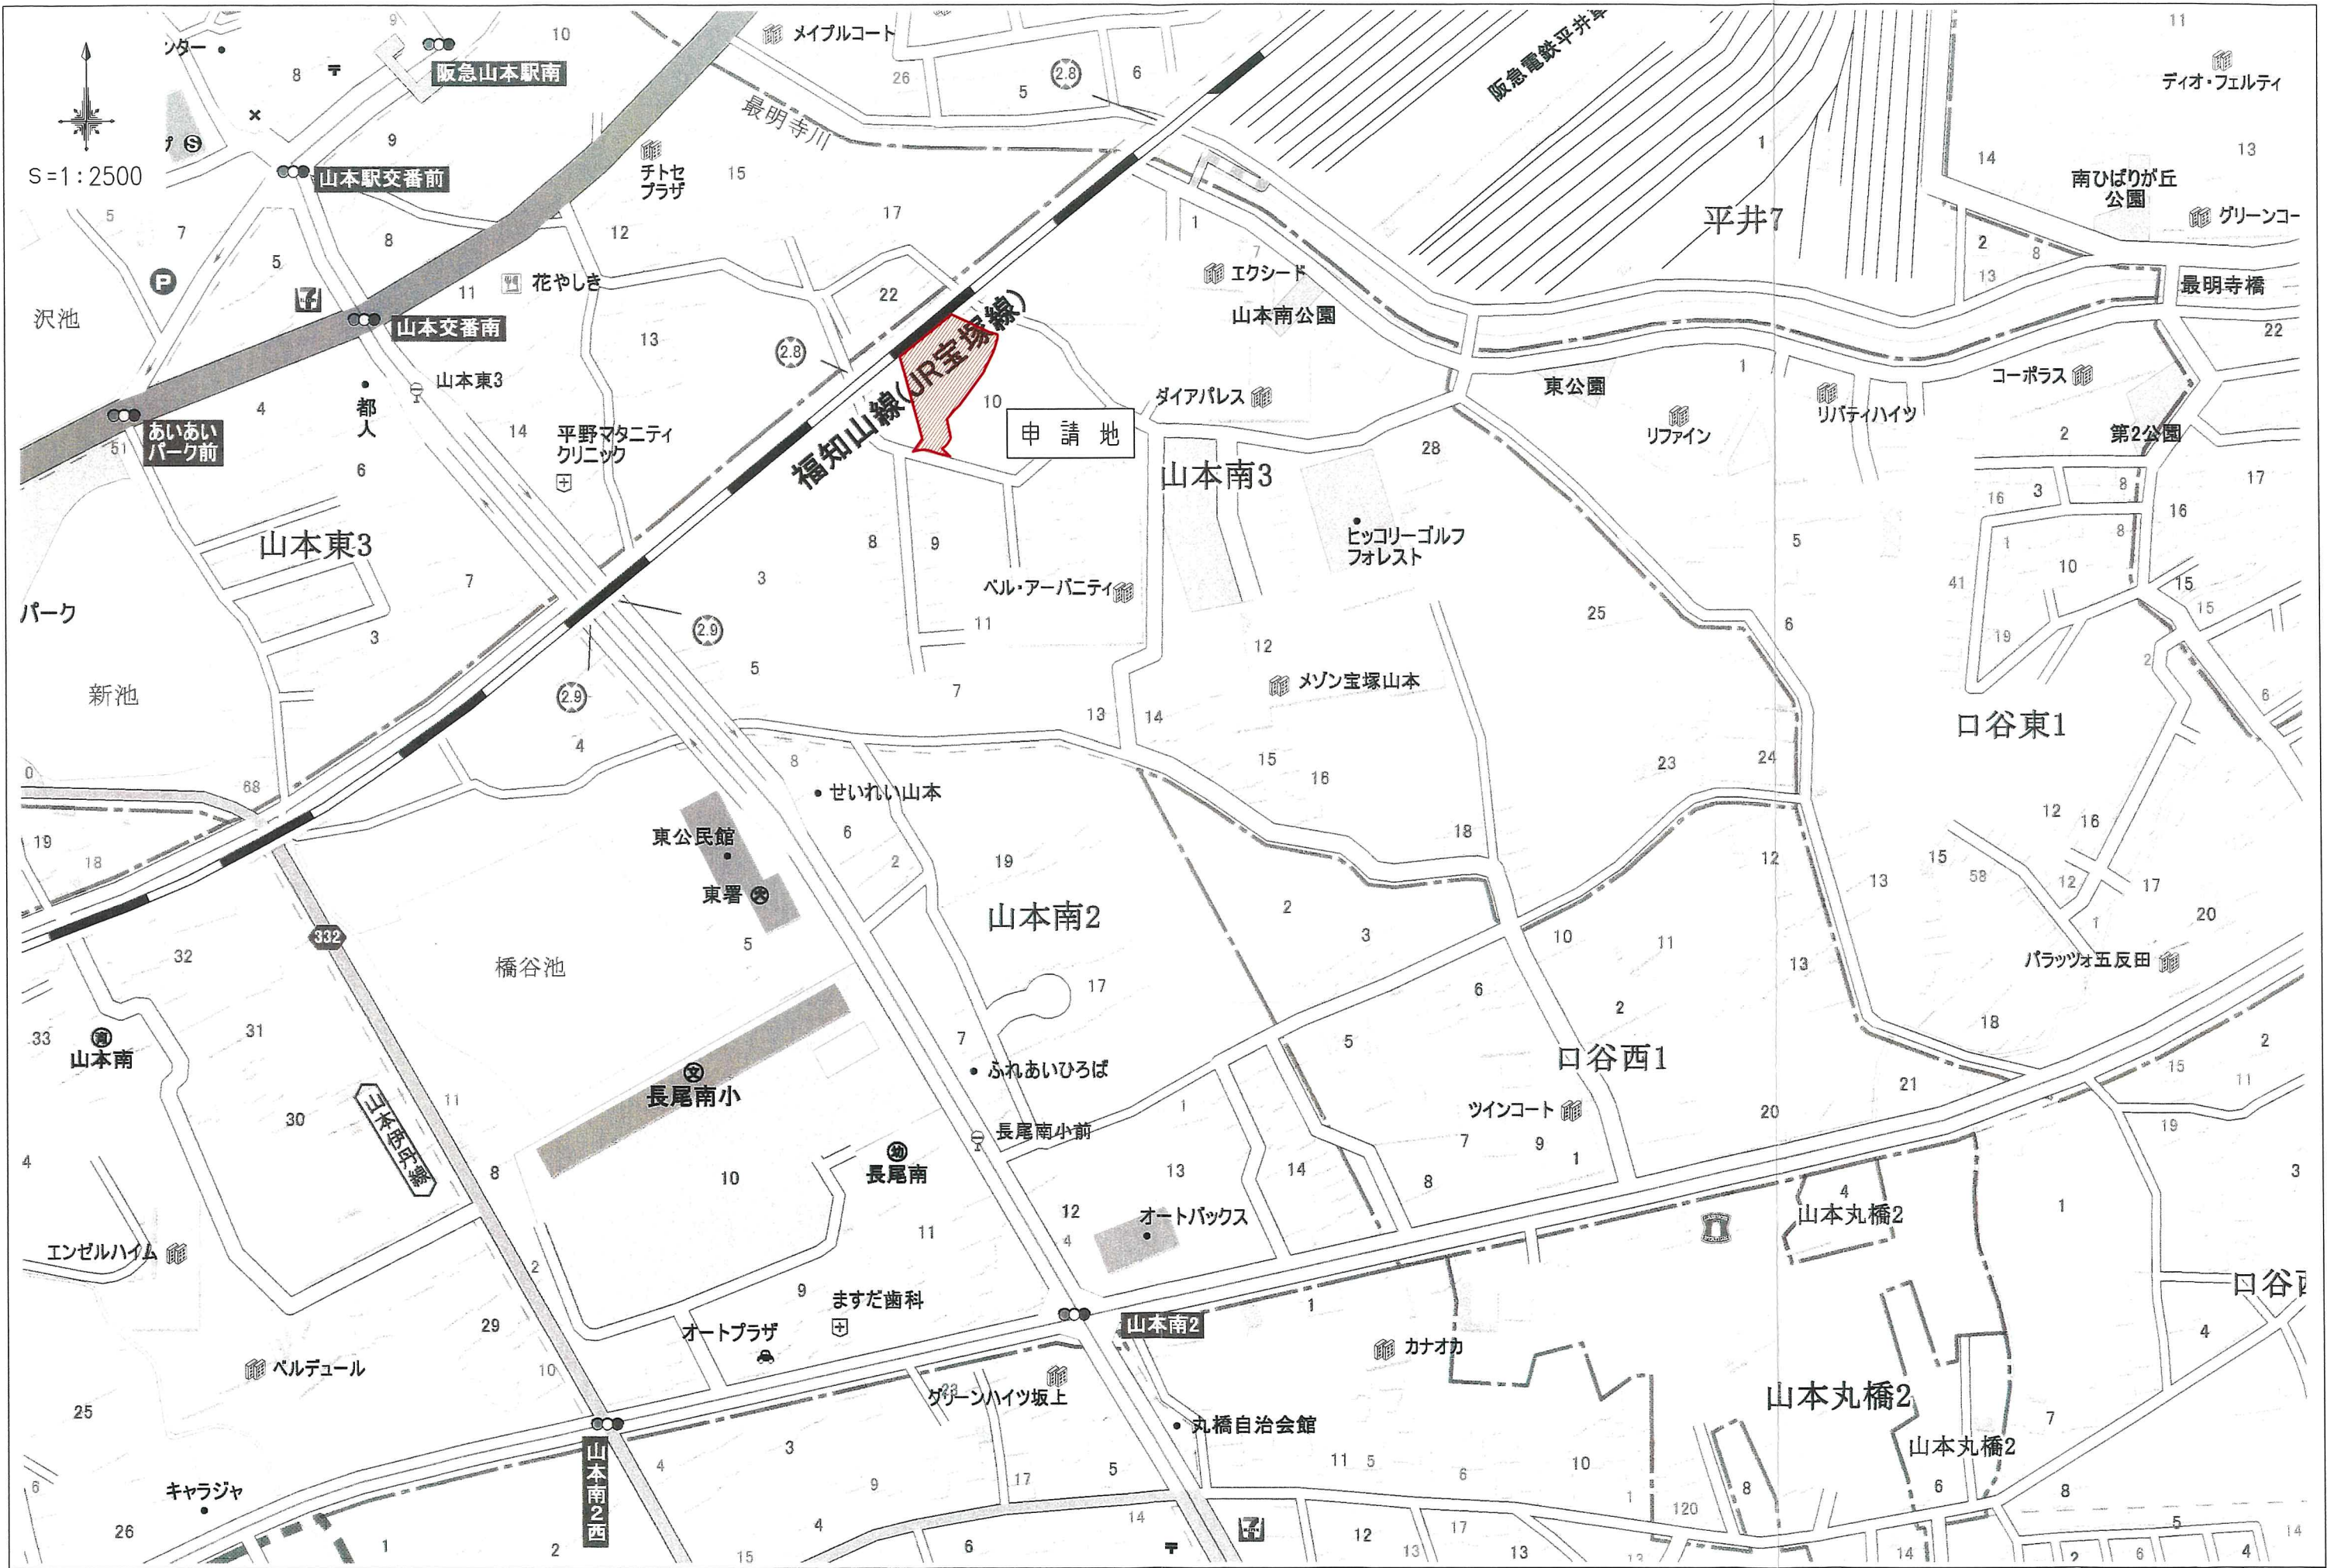 メイプルコート
阪急山本駅南
最明寺川
阪急電鉄平井車
ディオ・フェルティ
S=1:2500
山本駅交番前
チトセ
プラザ
南ひばりが丘
公園
グリーンコー
平井7
沢池
花やしき
エクシード
山本南公園
最明寺橋
山本交番南
山本東3
都人
福知山線(JR宝塚線)
申請地
ダイアパレス
東公園
リファイン
リバティハイツ
コーポラス
第2公園
あいあい
パーク前
平野マタニティ
クリニック
山本南3
山本東3
ヒッコリーゴルフ
フォレスト
ベル・アーバニティ
パーク
新池
2.8
2.8
2.9
2.9
メゾン宝塚山本
口谷東1
せいれい山本
東公民館
東署
山本南2
332
橋谷池
パラッツォ五反田
山本南
長尾南小
ふれあいひろば
口谷西1
ツインコート
長尾南小前
山本西宮線
長尾南
オートバックス
エンゼルハイム
山本丸橋2
口谷西
ますだ歯科
オートプラザ
山本南2
カナオカ
ベルデュール
グリーンハイツ坂上
山本丸橋2
丸橋自治会館
山本丸橋2
山本南2西
キャラジャ